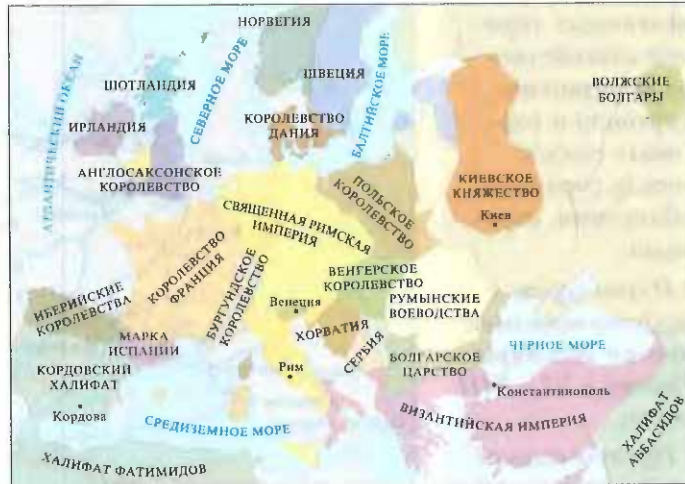 НОРВЕГИЯ
ШВЕЦИЯ
ШОТЛАНДИЯ
СЕВЕРНОЕ МОРЕ
БАЛТИЙСКОЕ МОРЕ
ВОЛЖСКИЕ
БОЛГАРЫ
АТЛАНТИЧЕСКИЙ ОКЕАН
ИРЛАНДИЯ
КОРОЛЕВСТВО
ДАНИЯ
АНГЛОСАКСОНСКОЕ
КОРОЛЕВСТВО
ПОЛЬСКОЕ
КОРОЛЕВСТВО
КИЕВСКОЕ
КНЯЖЕСТВО
Киев
СВЯЩЕННАЯ РИМСКАЯ
ИМПЕРИЯ
КОРОЛЕВСТВО
ФРАНЦИЯ
БУРГУНДСКОЕ
КОРОЛЕВСТВО
ВЕНГЕРСКОЕ
КОРОЛЕВСТВО
Венеция
РУМЫНСКИЕ
ВОЕВОДСТВА
ИБЕРИЙСКИЕ
КОРОЛЕВСТВА
МАРКА
ИСПАНИИ
ХОРВАТИЯ
СЕРБИЯ
ЧЕРНОЕ МОРЕ
БОЛГАРСКОЕ
ЦАРСТВО
КОРДОВСКИЙ
ХАЛИФАТ
Рим
Константинополь
Кордова
СРЕДИЗЕМНОЕ МОРЕ
ВИЗАНТИЙСКАЯ ИМПЕРИЯ
ХАЛИФАТ
АББАСИДОВ
ХАЛИФАТ ФАТИМИДОВ